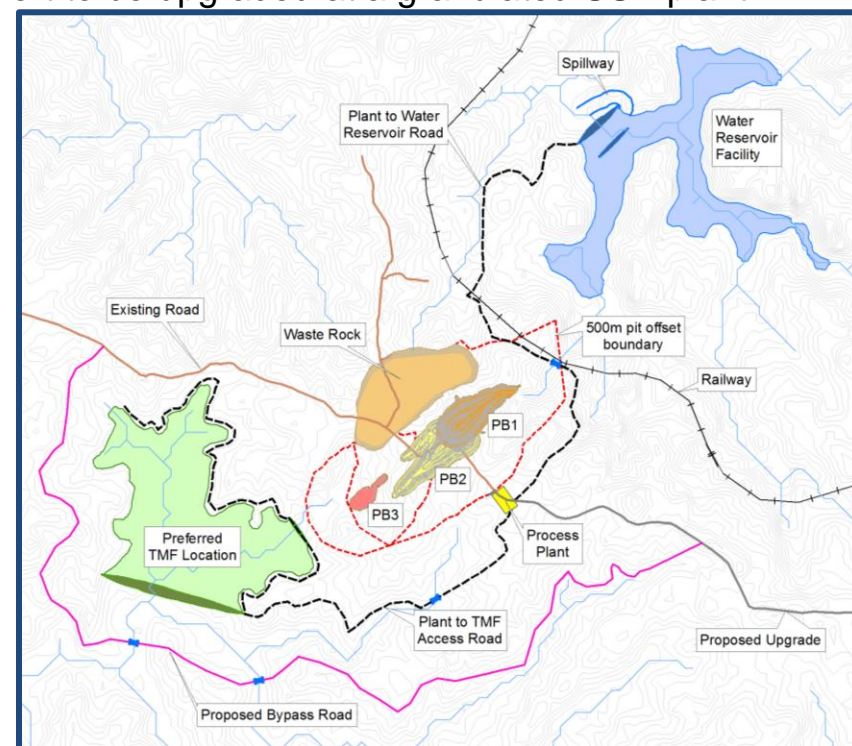 Spillway
Plant to Water
Reservoir Road
Water
Reservoir
Facility
Existing Road
Waste Rock
500m pit offset
boundary
Railway
PB1
PB2
PB3
Process
Plant
Preferred
TMF Location
Plant to TMF
Access Road
Proposed Upgrade
Proposed Bypass Road